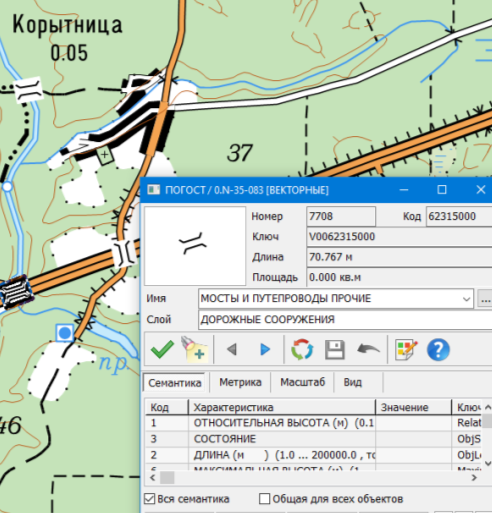 Корытница
0.05
37
46
пр.
ПОГОСТ / 0.N-35-083 [ВЕКТОРНЫЕ]
Номер 7708 Код 62315000
Ключ V0062315000
Длина 70.767 м
Площадь 0.000 кв.м
Имя МОСТЫ И ПУТЕПРОВОДЫ ПРОЧИЕ ...
Слой ДОРОЖНЫЕ СООРУЖЕНИЯ
Семантика Метрика Масштаб Вид
Код Характеристика Значение Ключ
1 ОТНОСИТЕЛЬНАЯ ВЫСОТА (м) (0.1 Relat
3 СОСТОЯНИЕ ObjS
2 ДЛИНА (м ) (1.0 ... 200000.0 , то ObjLe
6 МАКСИМАЛЬНАЯ ВЫСОТА (м) (1
Вся семантика Общая для всех объектов